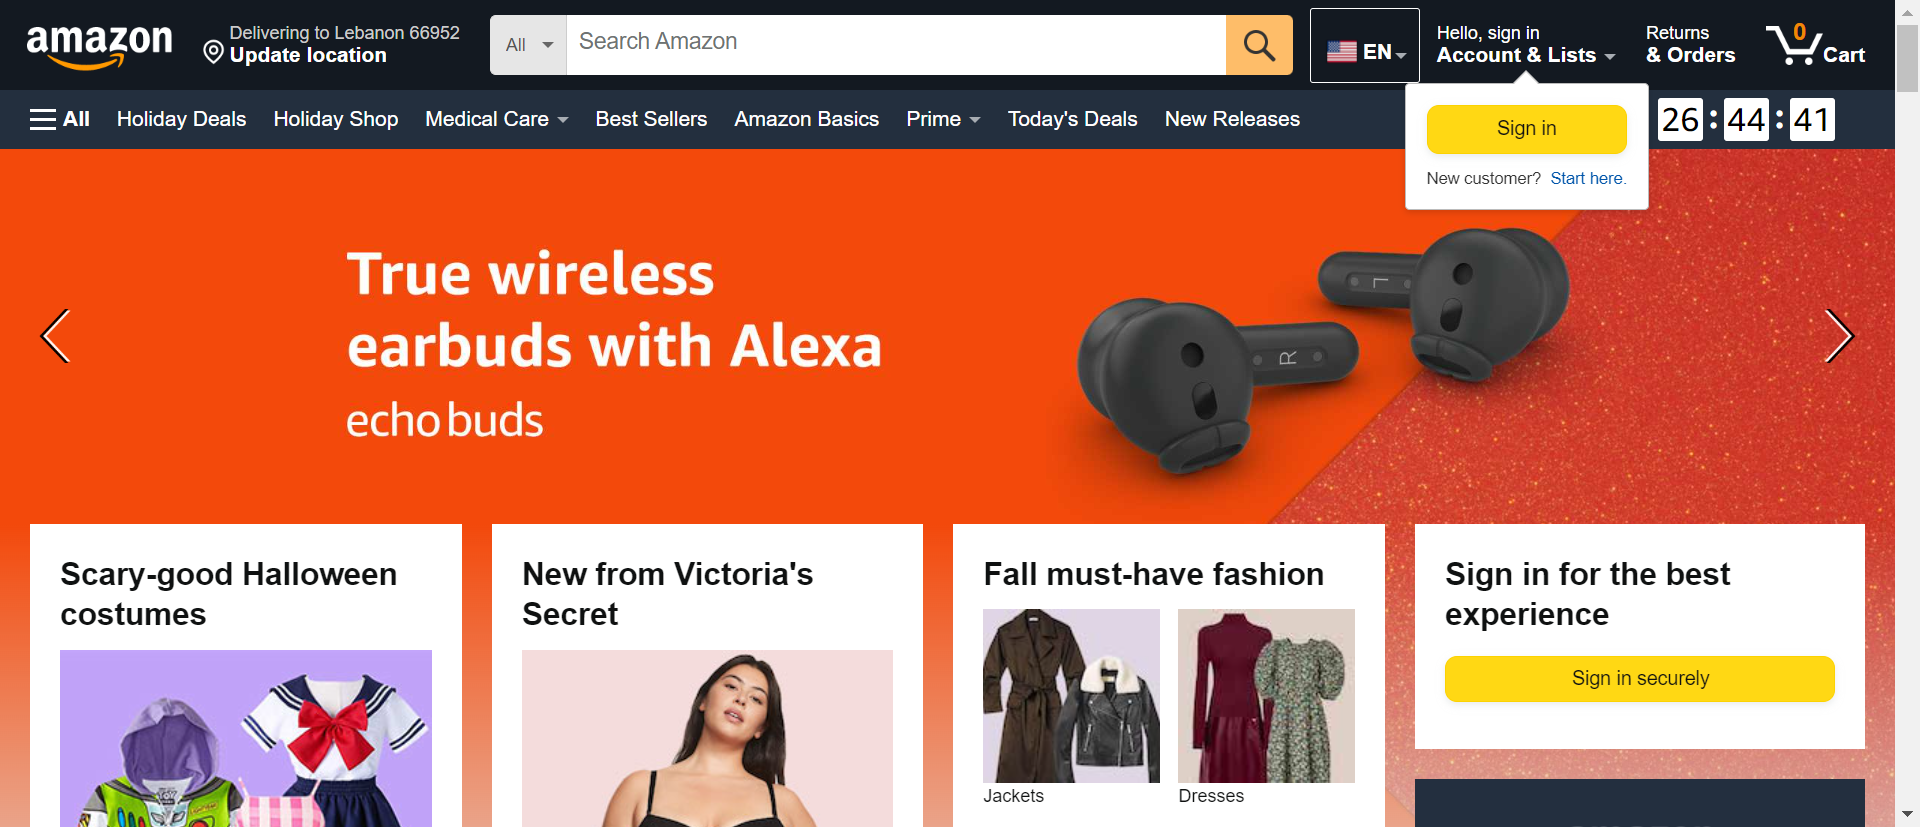 amazon
Delivering to Lebanon 66952
Update location
All
Search Amazon
EN
Hello, sign in
Account & Lists
Returns
& Orders
0
Cart
All
Holiday Deals
Holiday Shop
Medical Care
Best Sellers
Amazon Basics
Prime
Today's Deals
New Releases
26 : 44 : 41
Sign in
New customer? Start here.
True wireless
earbuds with Alexa
echo buds
L
R
Scary-good Halloween
costumes
New from Victoria's
Secret
Fall must-have fashion
Jackets
Dresses
Sign in for the best
experience
Sign in securely